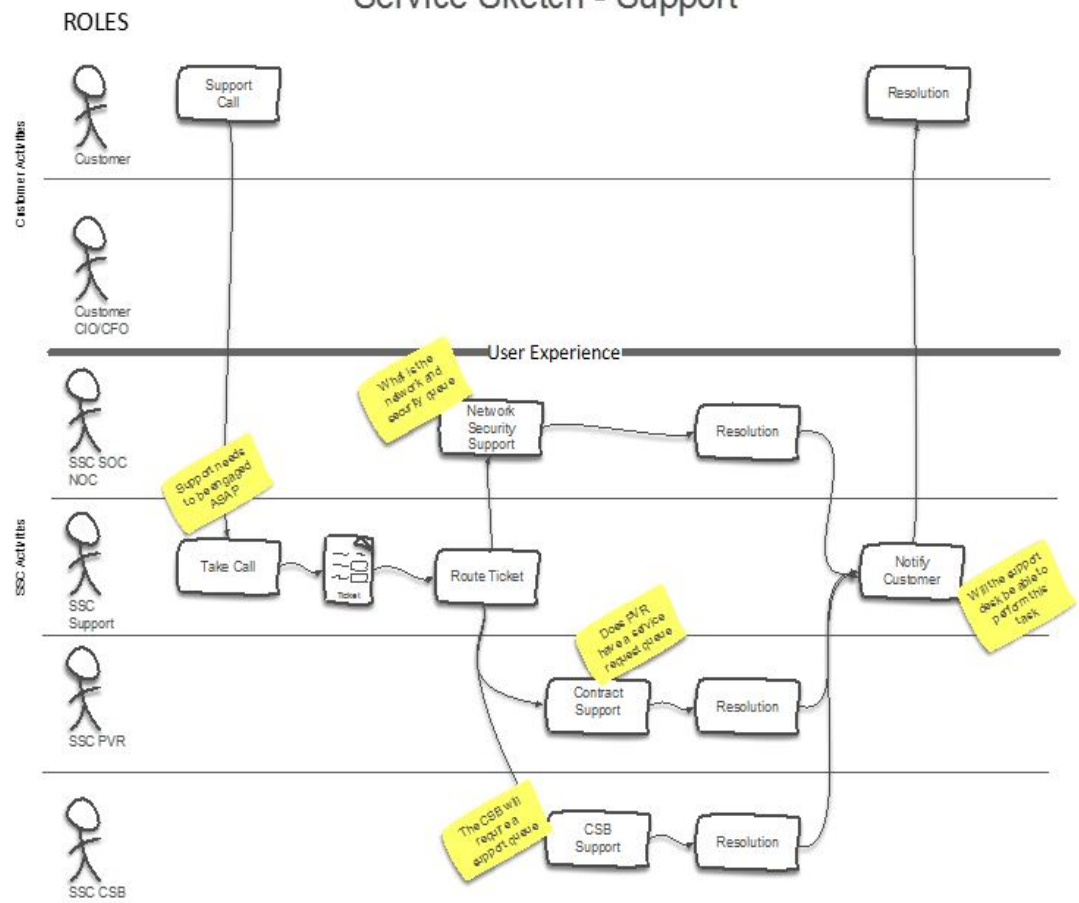 Service Sketch - Support
ROLES
Customer Activities
Customer
Support
Call
Resolution
Customer
CIO/CFO
User Experience
What is the
network and
security queue
SSC SOC
NOC
Network
Security
Support
Resolution
Support needs
to be engaged
ASAP
SSC Activities
SSC
Support
Take Call
Ticket
Route Ticket
Notify
Customer
Will the support
desk be able to
perform this
task
Does PVR
have a service
request queue
SSC PVR
Contract
Support
Resolution
The CSB will
require a
support queue
SSC CSB
CSB
Support
Resolution